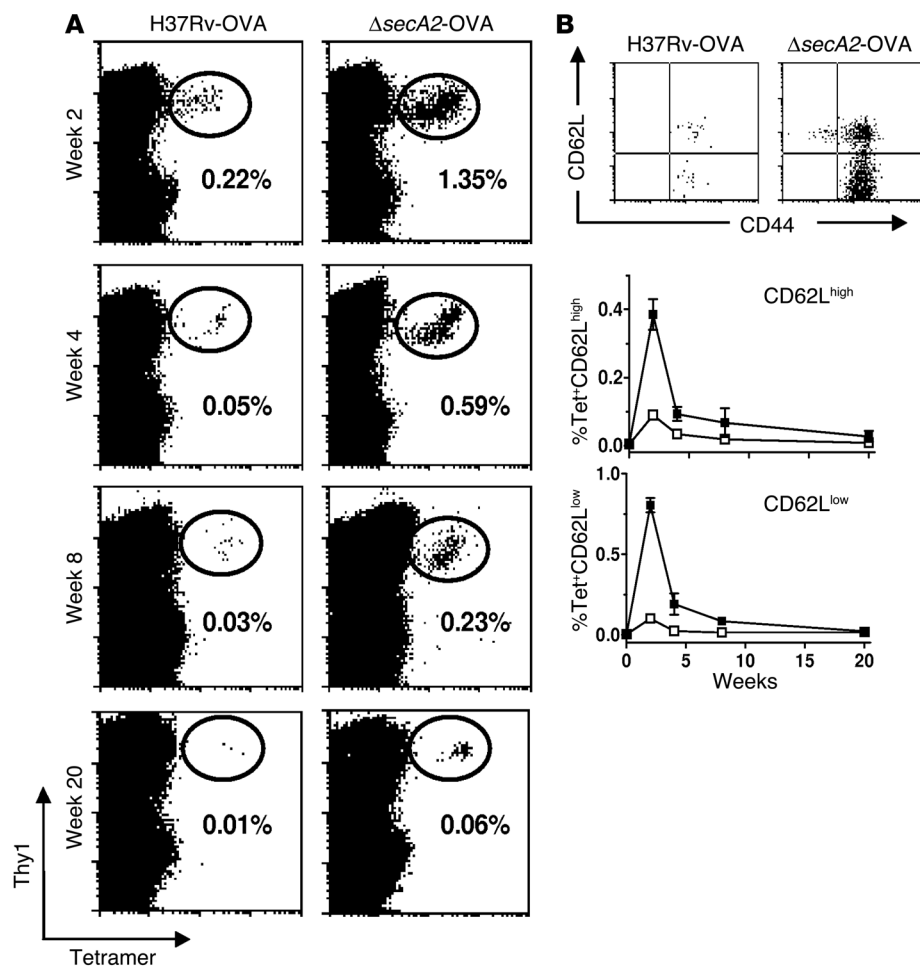 A
H37Rv-OVA
ΔsecA2-OVA
Week 2
0.22%
1.35%
Week 4
0.05%
0.59%
Week 8
0.03%
0.23%
Week 20
0.01%
0.06%
Thy1
Tetramer
B
H37Rv-OVA
ΔsecA2-OVA
CD62L
CD44
%Tet⁺CD62Lʰⁱᵍʰ
CD62Lʰⁱᵍʰ
0.4
0.2
0.0
%Tet⁺CD62Lˡᵒʷ
CD62Lˡᵒʷ
1.0
0.5
0.0
0 5 10 15 20
Weeks